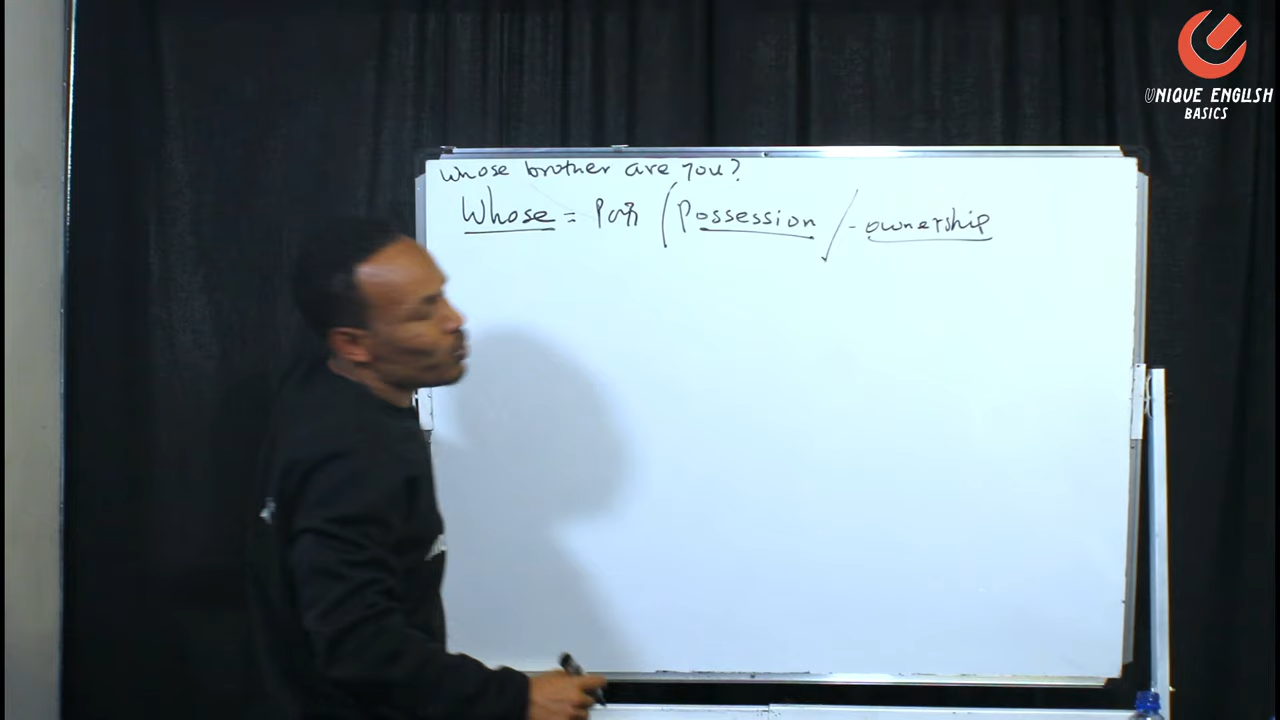 Whose brother are you?
Whose = የማን / Possession / - ownership
UNIQUE ENGLISH
BASICS